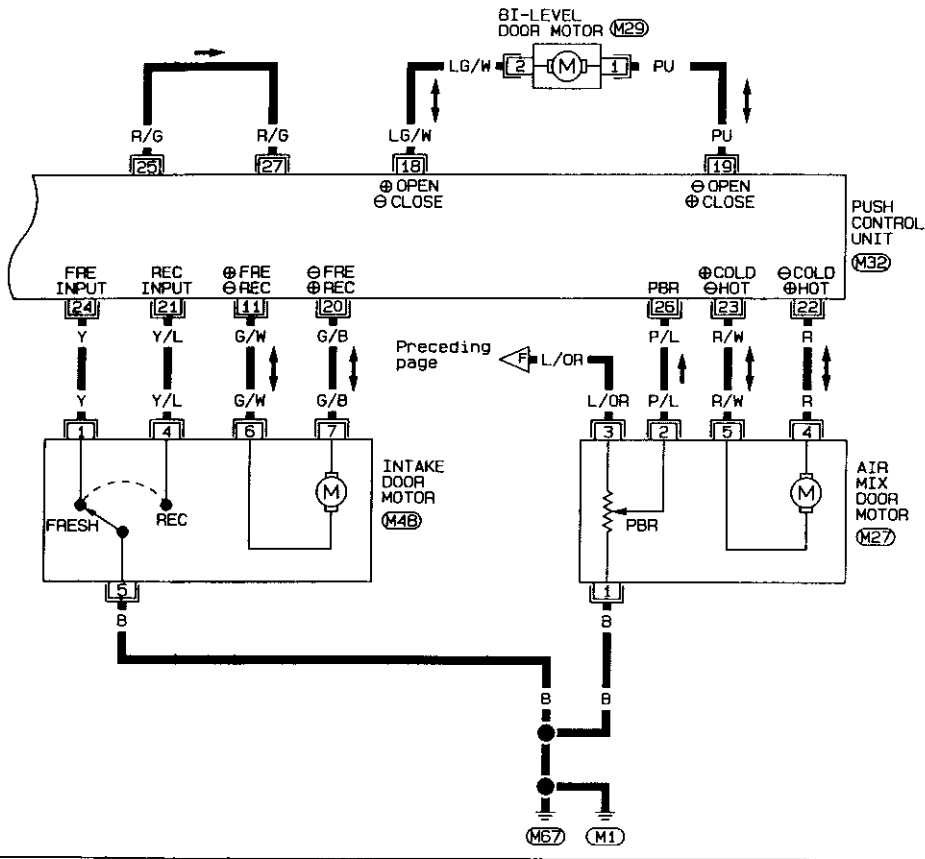 BI-LEVEL
DOOR MOTOR M29
LG/W 2 M 1 PU
R/G R/G LG/W PU
25 27 18 19
⊕ OPEN ⊖ OPEN
⊖ CLOSE ⊕ CLOSE
PUSH
CONTROL
UNIT
M32
FRE REC ⊕ FRE ⊖ FRE ⊕ COLD ⊖ COLD
INPUT INPUT ⊖ REC ⊕ REC PBR ⊖ HOT ⊕ HOT
24 21 11 20 26 23 22
Y Y/L G/W G/B P/L R/W R
Preceding
page F L/OR
Y Y/L G/W G/B L/OR P/L R/W R
1 4 6 7 3 2 5 4
INTAKE
DOOR
MOTOR
M48
M
FRESH REC
AIR
MIX
DOOR
MOTOR
M27
M
PBR
5 1
B B
B B
M67 M1